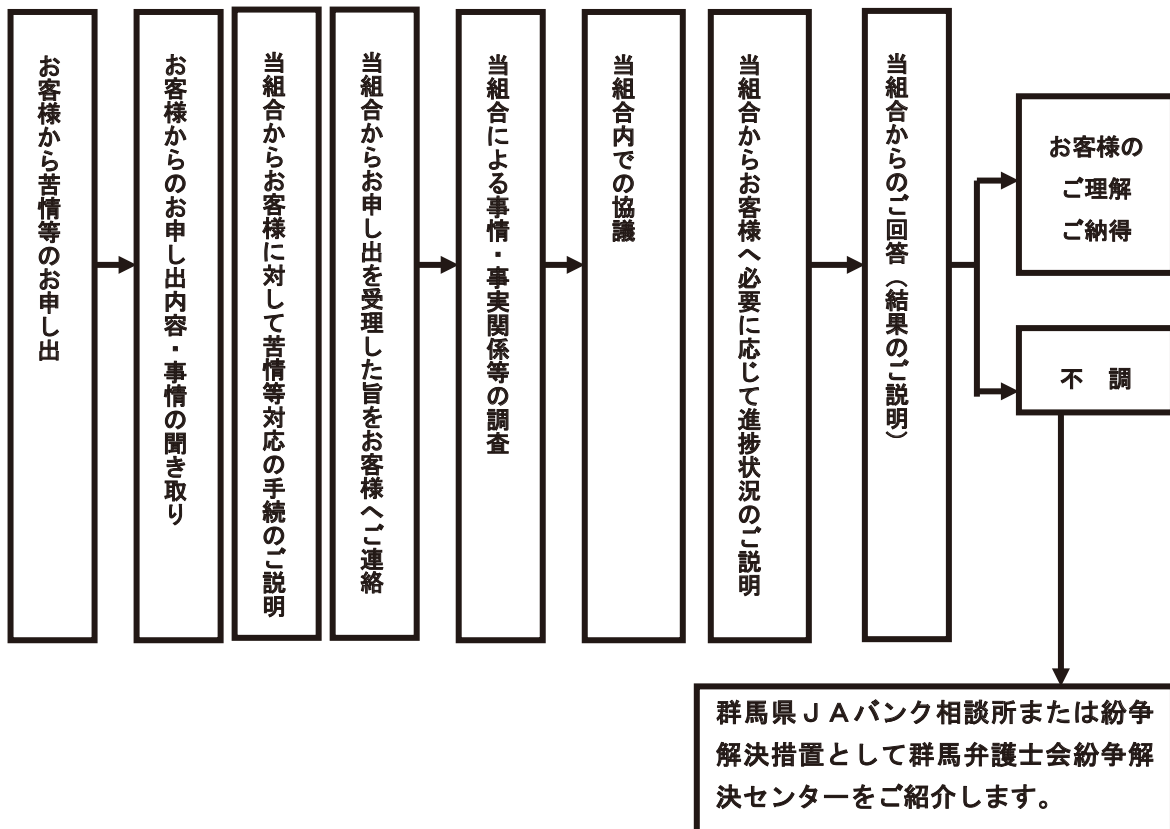 お客様から苦情等のお申し出
お客様からのお申し出内容・事情の聞き取り
当組合からお客様に対して苦情等対応の手続のご説明
当組合からお申し出を受理した旨をお客様へご連絡
当組合による事情・事実関係等の調査
当組合内での協議
当組合からお客様へ必要に応じて進捗状況のご説明
当組合からのご回答（結果のご説明）
お客様の
ご理解
ご納得
不　調
群馬県ＪＡバンク相談所または紛争
解決措置として群馬弁護士会紛争解
決センターをご紹介します。